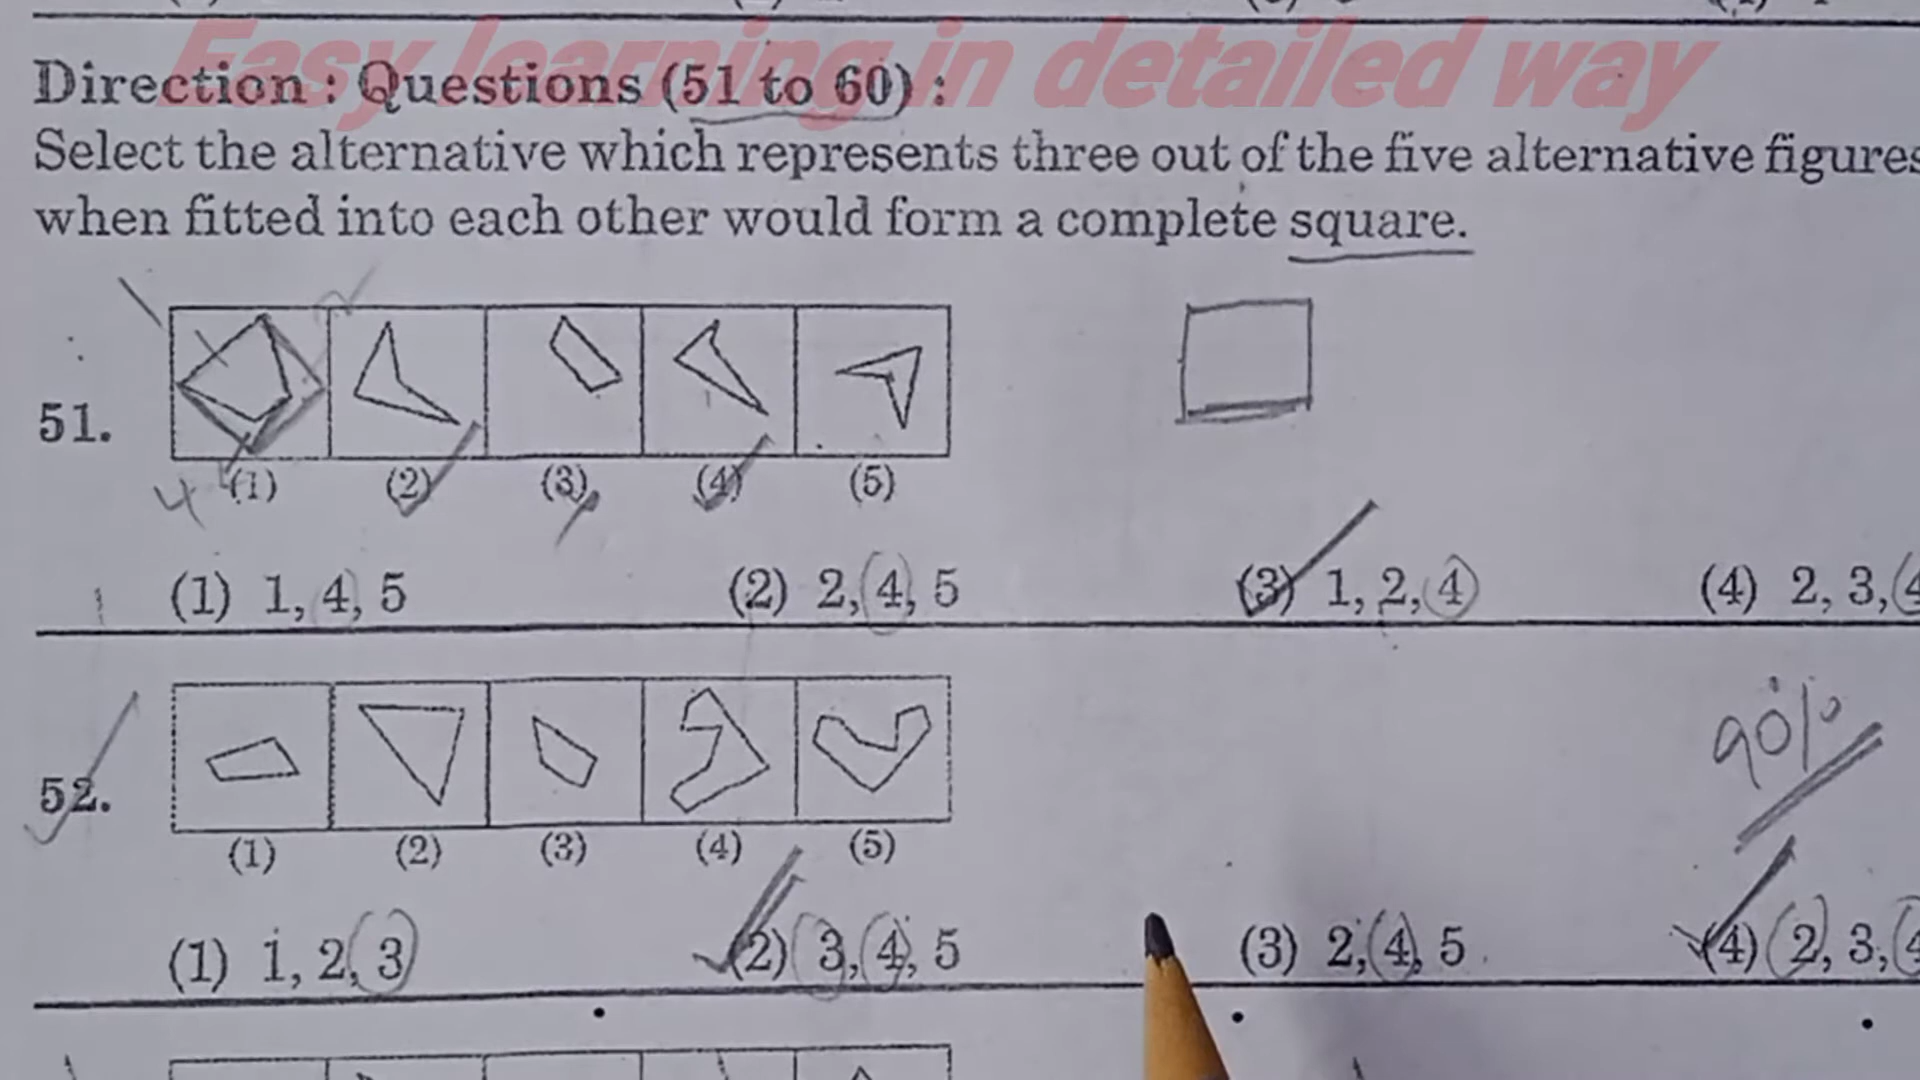 Easy learning in detailed way
Direction : Questions (51 to 60) :
Select the alternative which represents three out of the five alternative figures
when fitted into each other would form a complete square.
51.
(1) (2) (3) (4) (5)
(1) 1, 4, 5 (2) 2, 4, 5 (3) 1, 2, 4 (4) 2, 3, 4
52.
90%
(1) (2) (3) (4) (5)
(1) 1, 2, 3 (2) 3, 4, 5 (3) 2, 4, 5 (4) 2, 3, 4